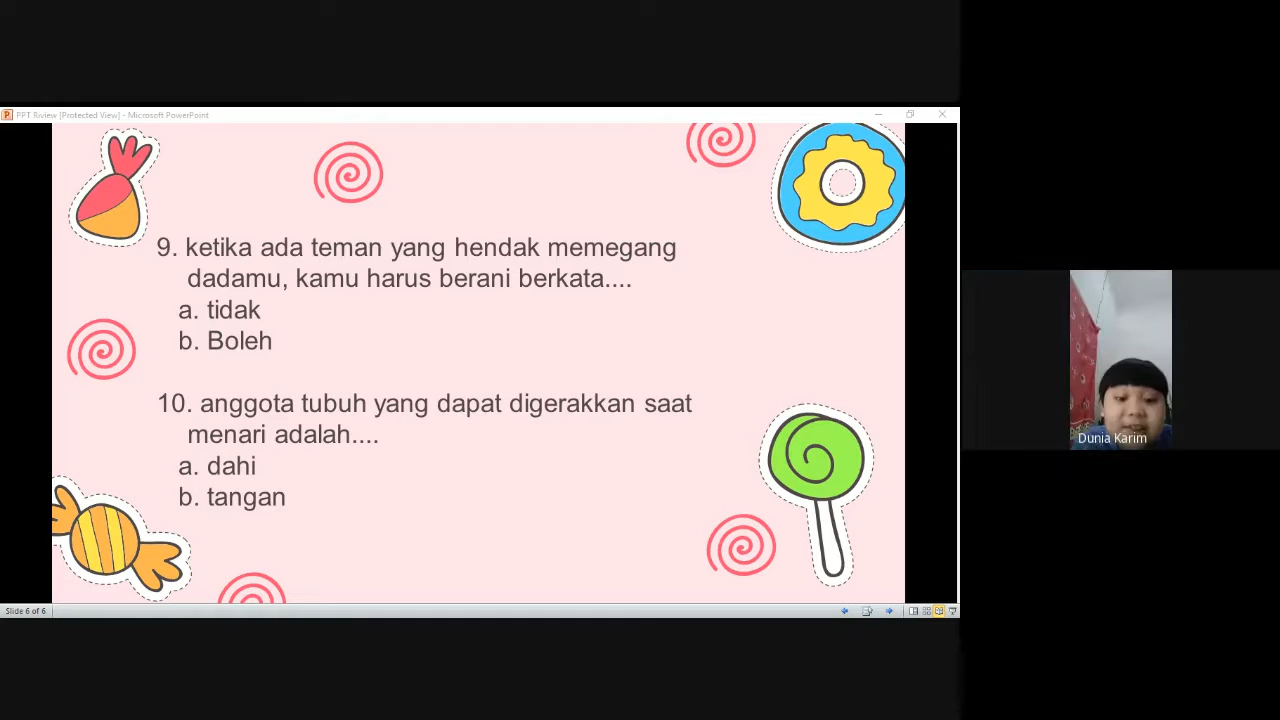 PPT Riview [Protected View] - Microsoft PowerPoint
9. ketika ada teman yang hendak memegang
dadamu, kamu harus berani berkata....
a. tidak
b. Boleh
10. anggota tubuh yang dapat digerakkan saat
menari adalah....
a. dahi
b. tangan
Dunia Karim
Slide 6 of 6